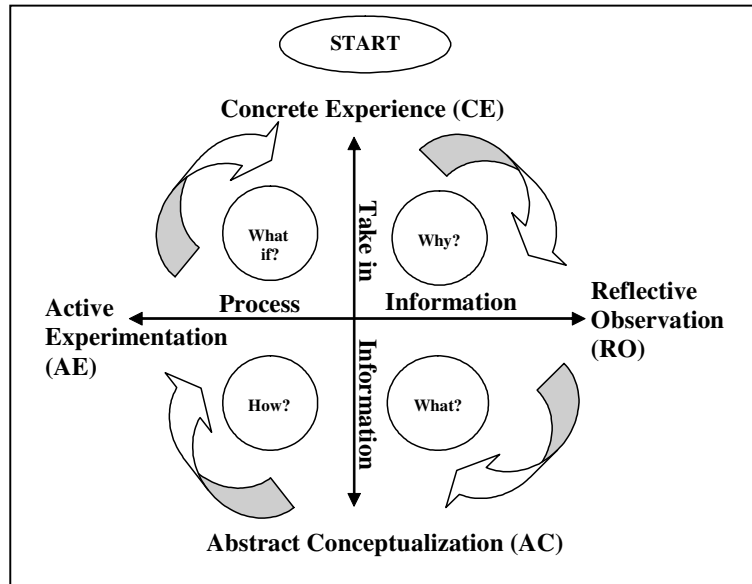 START
Concrete Experience (CE)
Take in
What
if?
Why?
Process
Information
Active
Experimentation
(AE)
Reflective
Observation
(RO)
Information
How?
What?
Abstract Conceptualization (AC)